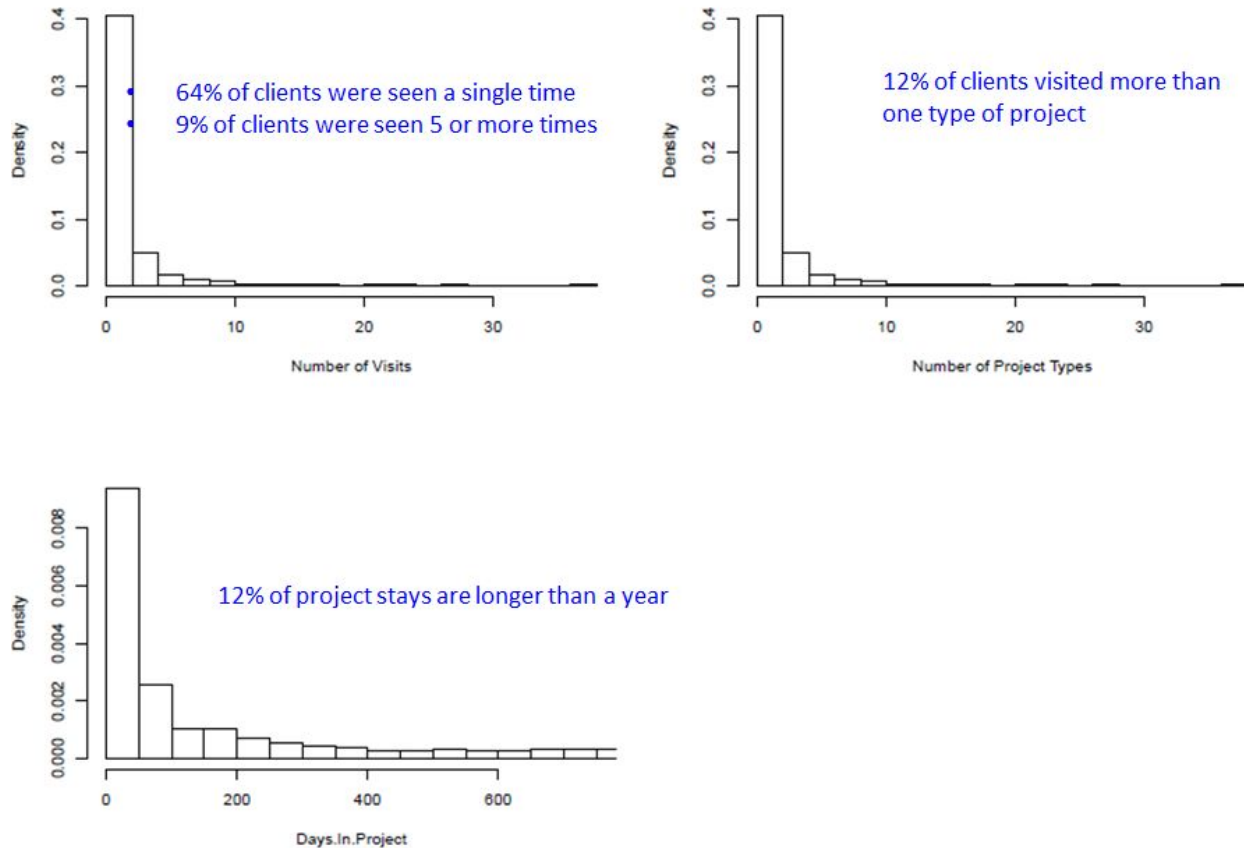 0.4
0.3
0.2
0.1
0.0
Density
• 64% of clients were seen a single time
• 9% of clients were seen 5 or more times
0 10 20 30
Number of Visits
0.4
0.3
0.2
0.1
0.0
Density
12% of clients visited more than
one type of project
0 10 20 30
Number of Project Types
0.008
0.006
0.004
0.002
0.000
Density
12% of project stays are longer than a year
0 200 400 600
Days.In.Project